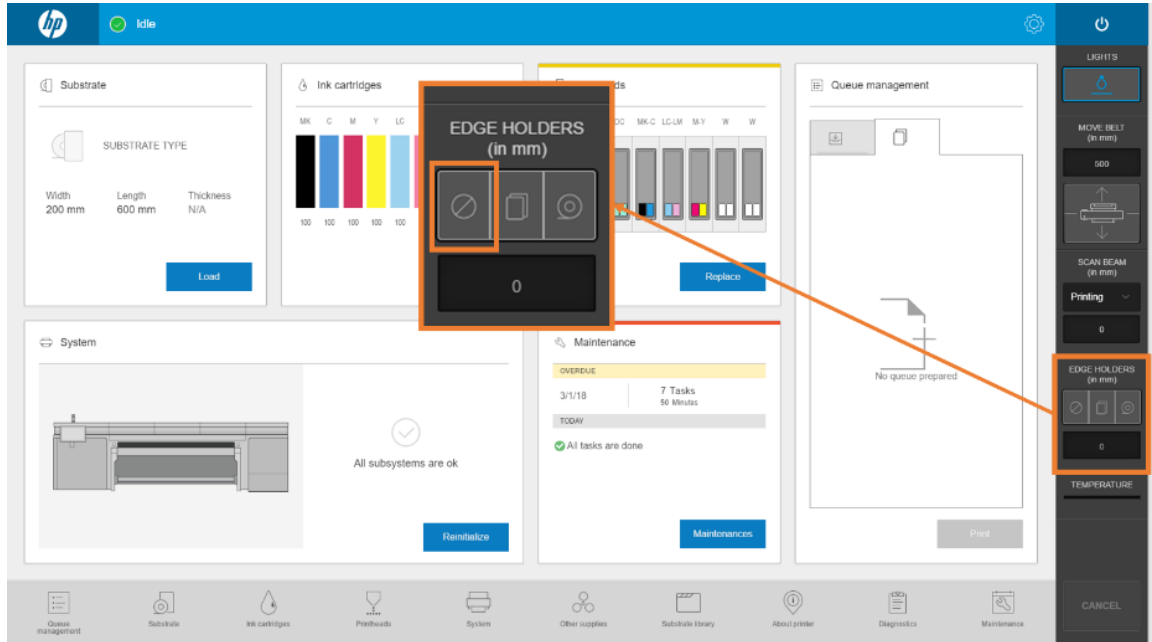 hp
Idle
Substrate
SUBSTRATE TYPE
Width
Length
Thickness
200 mm
600 mm
N/A
Load
Ink cartridges
MK C M Y LC
100 100 100 100 100
EDGE HOLDERS
(in mm)
0
ds
MK-C LC-LM M-Y W W
Replace
Queue management
No queue prepared
Print
System
All subsystems are ok
Reinitialize
Maintenance
OVERDUE
3/1/18
7 Tasks
50 Minutes
TODAY
All tasks are done
Maintenances
LIGHTS
MOVE BELT
(in mm)
500
SCAN BEAM
(in mm)
Printing
0
EDGE HOLDERS
(in mm)
0
TEMPERATURE
CANCEL
Queue
management
Substrate
Ink cartridges
Printheads
System
Other supplies
Substrate library
About printer
Diagnostics
Maintenance